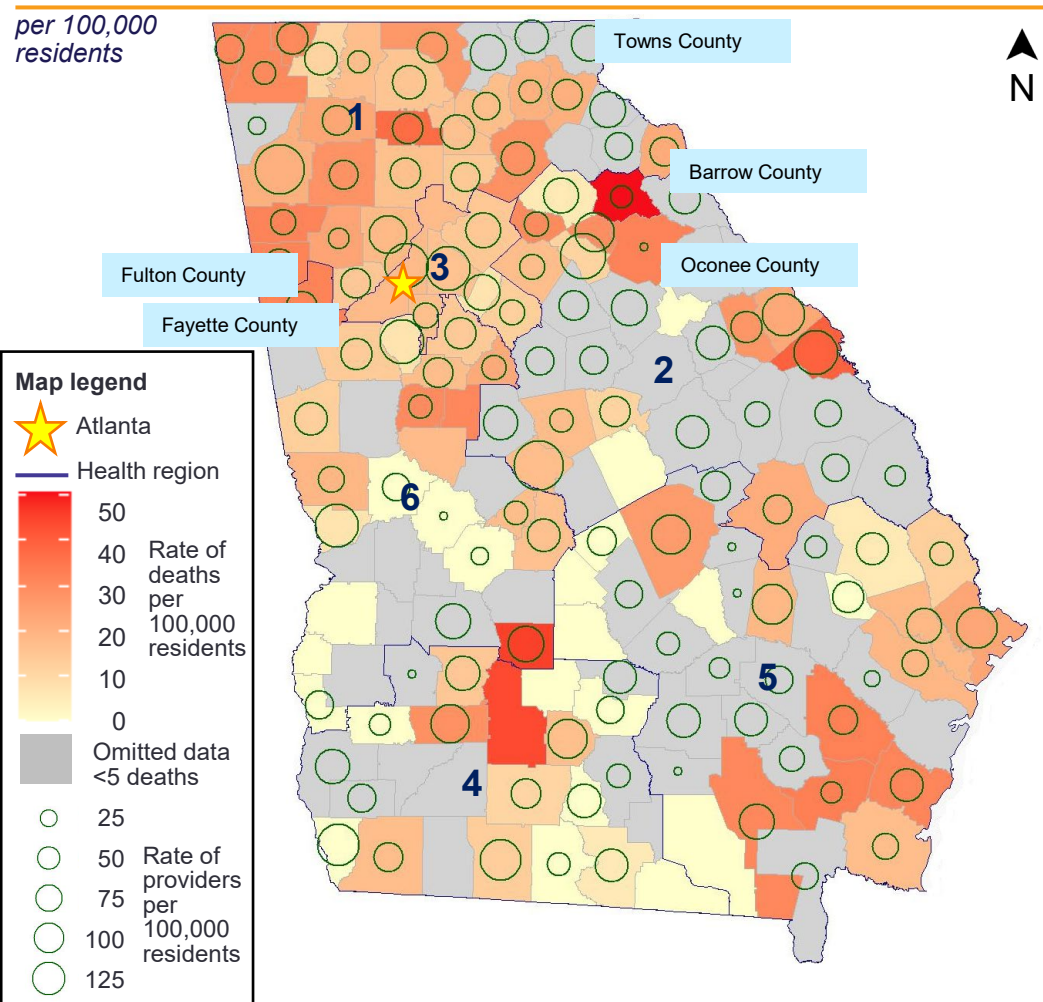 per 100,000
residents
Towns County
N
1
Barrow County
3
Oconee County
Fulton County
Fayette County
2
Map legend
Atlanta
Health region
6
50
40
30
20
10
0
Rate of
deaths
per
100,000
residents
5
Omitted data
<5 deaths
4
25
50
75
100
125
Rate of
providers
per
100,000
residents